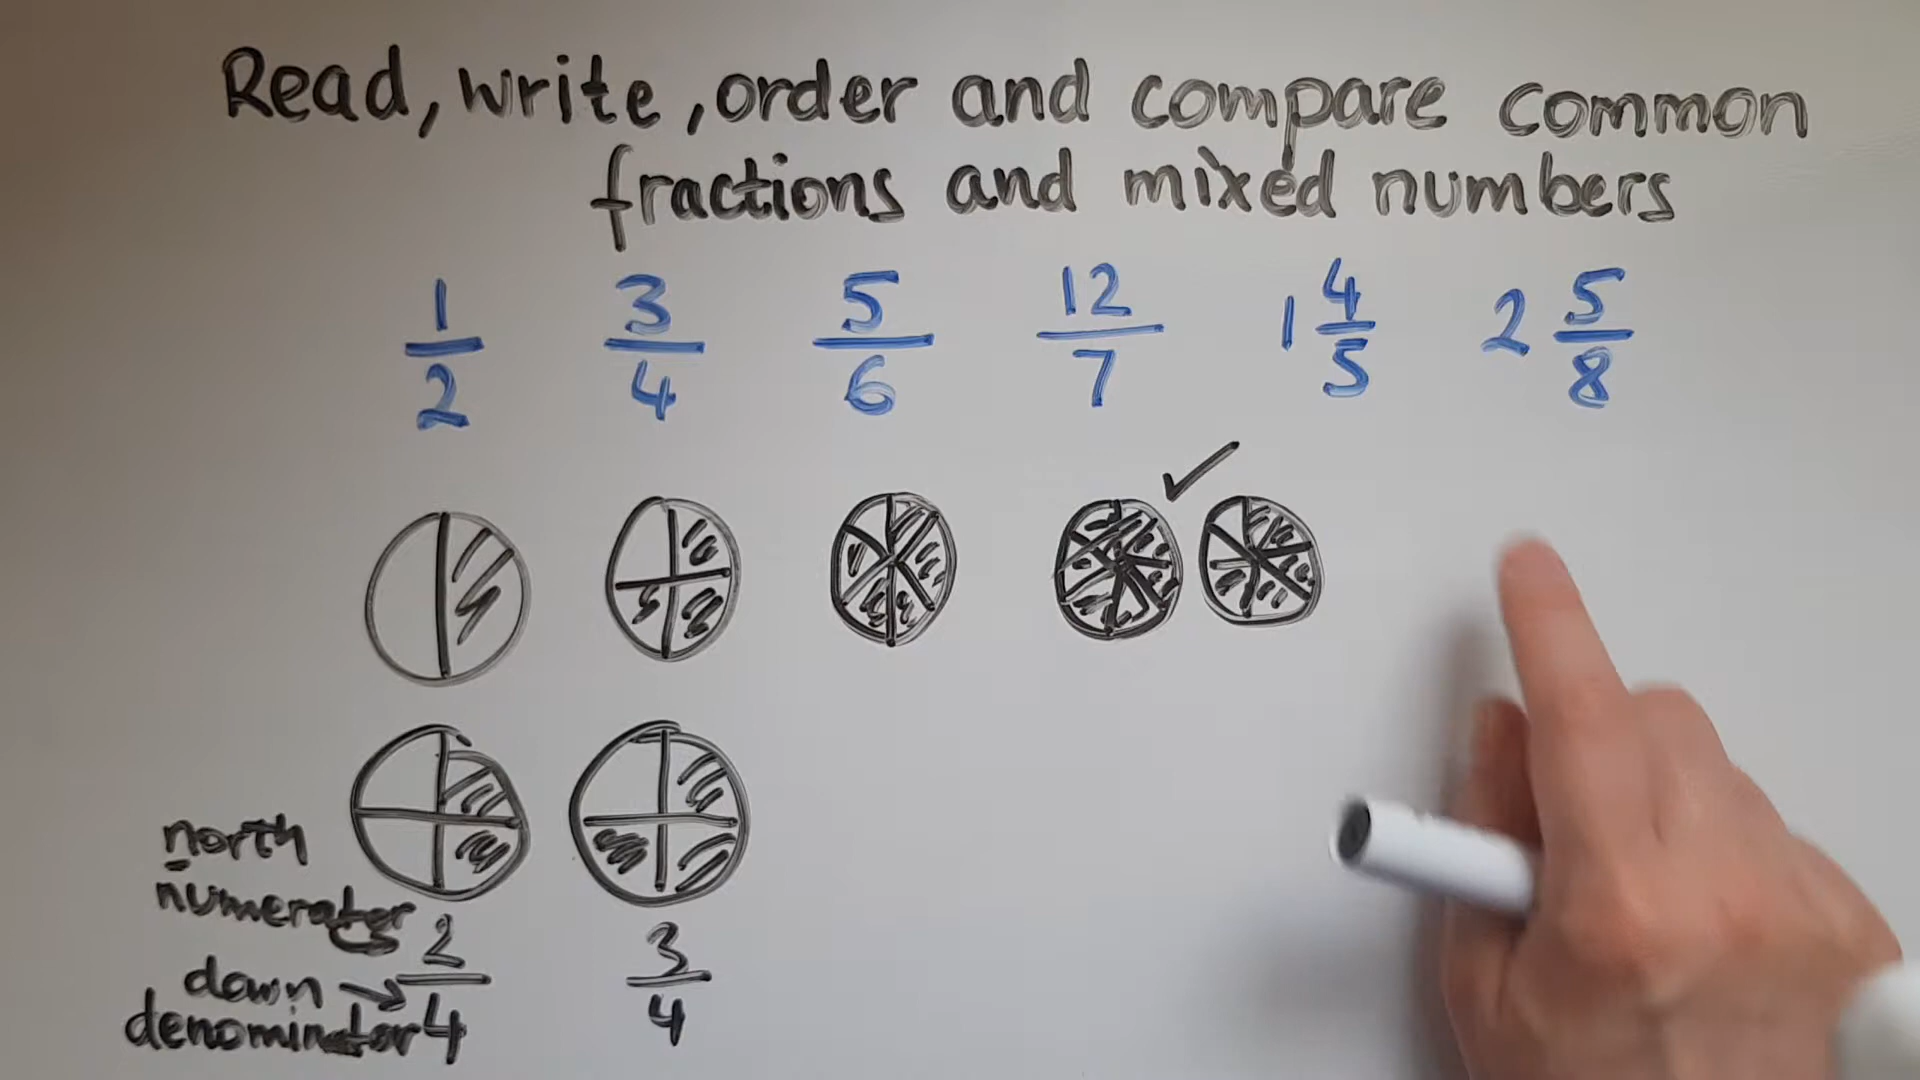 Read, write, order and compare common
fractions and mixed numbers
1/2 3/4 5/6 12/7 1 4/5 2 5/8
north
numerator
down
denominator
2/4 3/4